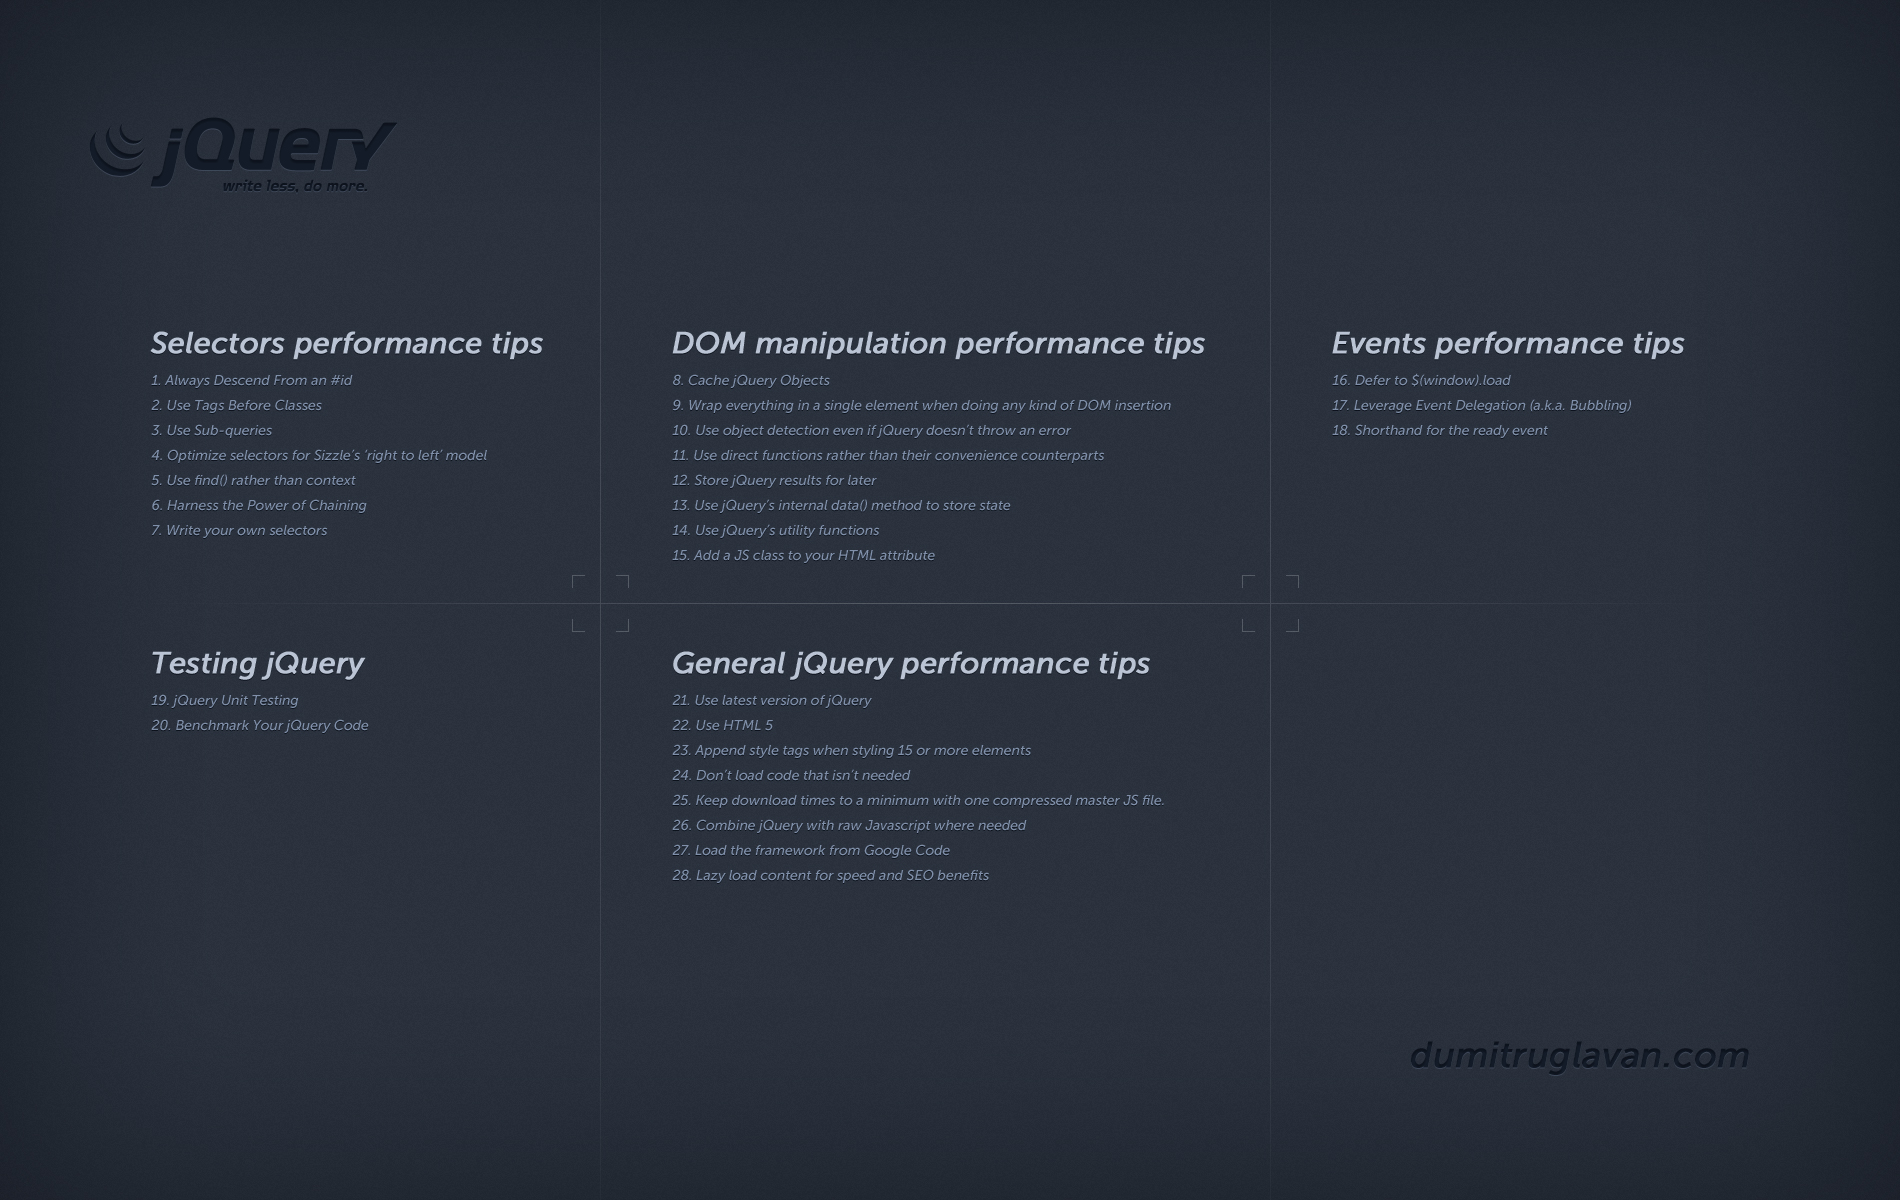 jQuery
write less, do more.
Selectors performance tips
1. Always Descend From an #id
2. Use Tags Before Classes
3. Use Sub-queries
4. Optimize selectors for Sizzle's 'right to left' model
5. Use find() rather than context
6. Harness the Power of Chaining
7. Write your own selectors
DOM manipulation performance tips
8. Cache jQuery Objects
9. Wrap everything in a single element when doing any kind of DOM insertion
10. Use object detection even if jQuery doesn't throw an error
11. Use direct functions rather than their convenience counterparts
12. Store jQuery results for later
13. Use jQuery's internal data() method to store state
14. Use jQuery's utility functions
15. Add a JS class to your HTML attribute
Events performance tips
16. Defer to $(window).load
17. Leverage Event Delegation (a.k.a. Bubbling)
18. Shorthand for the ready event
Testing jQuery
19. jQuery Unit Testing
20. Benchmark Your jQuery Code
General jQuery performance tips
21. Use latest version of jQuery
22. Use HTML 5
23. Append style tags when styling 15 or more elements
24. Don't load code that isn't needed
25. Keep download times to a minimum with one compressed master JS file.
26. Combine jQuery with raw Javascript where needed
27. Load the framework from Google Code
28. Lazy load content for speed and SEO benefits
dumitruglavan.com